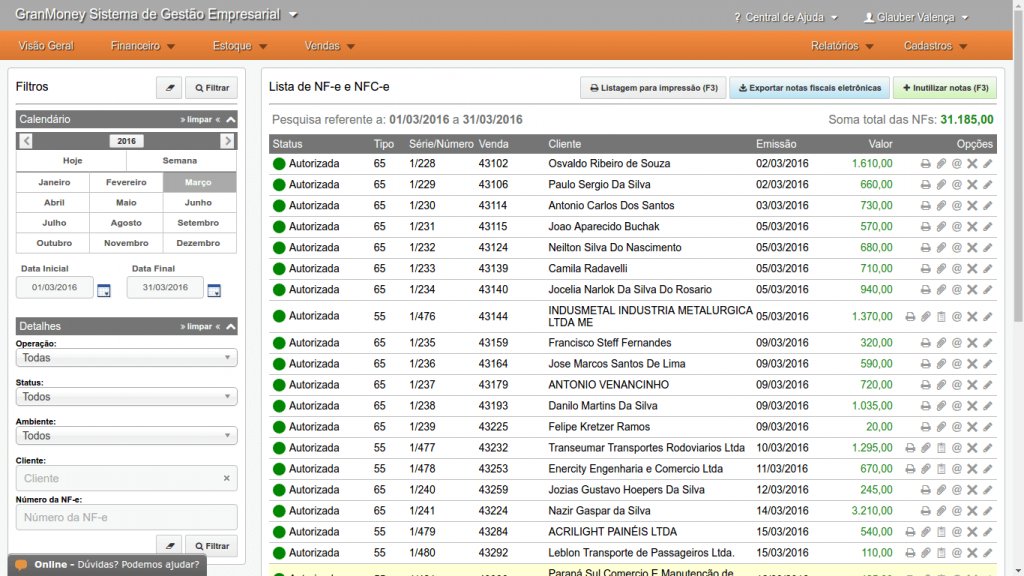 GranMoney Sistema de Gestão Empresarial
? Central de Ajuda
Glauber Valença
Visão Geral Financeiro Estoque Vendas Relatórios Cadastros
Filtros
Filtrar
Calendário » limpar «
2016
Hoje Semana
Janeiro Fevereiro Março
Abril Maio Junho
Julho Agosto Setembro
Outubro Novembro Dezembro
Data Inicial Data Final
01/03/2016 31/03/2016
Detalhes » limpar «
Operação:
Todas
Status:
Todos
Ambiente:
Todos
Cliente:
Cliente ×
Número da NF-e:
Número da NF-e
Filtrar
Online - Dúvidas? Podemos ajudar?
Lista de NF-e e NFC-e
Listagem para impressão (F3)
Exportar notas fiscais eletrônicas
+ Inutilizar notas (F3)
Pesquisa referente a: 01/03/2016 a 31/03/2016
Soma total das NFs: 31.185,00
Status Tipo Série/Número Venda Cliente Emissão Valor Opções
Autorizada 65 1/228 43102 Osvaldo Ribeiro de Souza 02/03/2016 1.610,00 @
Autorizada 65 1/229 43106 Paulo Sergio Da Silva 02/03/2016 660,00 @
Autorizada 65 1/230 43114 Antonio Carlos Dos Santos 03/03/2016 730,00 @
Autorizada 65 1/231 43115 Joao Aparecido Buchak 05/03/2016 570,00 @
Autorizada 65 1/232 43124 Neilton Silva Do Nascimento 05/03/2016 680,00 @
Autorizada 65 1/233 43139 Camila Radavelli 05/03/2016 710,00 @
Autorizada 65 1/234 43140 Jocelia Narlok Da Silva Do Rosario 05/03/2016 940,00 @
Autorizada 55 1/476 43144 INDUSMETAL INDUSTRIA METALURGICA LTDA ME 05/03/2016 1.370,00 @
Autorizada 65 1/235 43159 Francisco Steff Fernandes 09/03/2016 320,00 @
Autorizada 65 1/236 43164 Jose Marcos Santos De Lima 09/03/2016 590,00 @
Autorizada 65 1/237 43179 ANTONIO VENANCINHO 09/03/2016 720,00 @
Autorizada 65 1/238 43193 Danilo Martins Da Silva 09/03/2016 1.035,00 @
Autorizada 65 1/239 43225 Felipe Kretzer Ramos 09/03/2016 20,00 @
Autorizada 55 1/477 43232 Transeumar Transportes Rodoviarios Ltda 10/03/2016 1.295,00 @
Autorizada 55 1/478 43253 Enercity Engenharia e Comercio Ltda 11/03/2016 670,00 @
Autorizada 65 1/240 43259 Jozias Gustavo Hoepers Da Silva 12/03/2016 245,00 @
Autorizada 65 1/241 43224 Nazir Gaspar da Silva 14/03/2016 3.210,00 @
Autorizada 55 1/479 43284 ACRILIGHT PAINÉIS LTDA 15/03/2016 540,00 @
Autorizada 55 1/480 43292 Leblon Transporte de Passageiros Ltda. 15/03/2016 110,00 @
Paraná Sul Comercio E Manutenção de